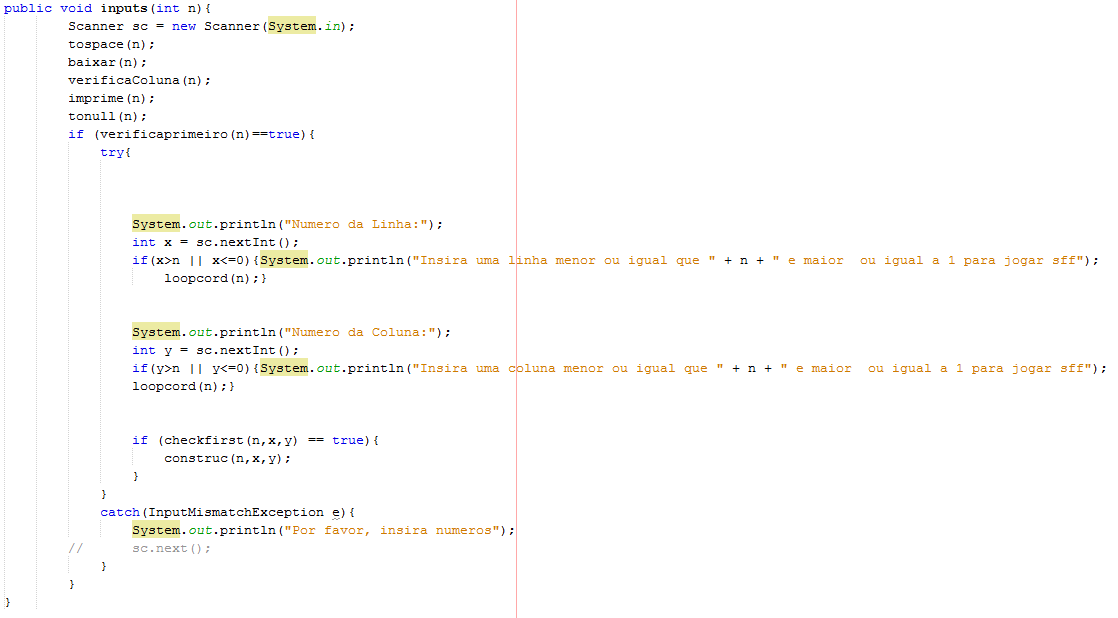 public void inputs(int n){
Scanner sc = new Scanner(System.in);
tospace(n);
baixar(n);
verificaColuna(n);
imprime(n);
tonull(n);
if (verificaprimeiro(n)==true){
try{
System.out.println("Numero da Linha:");
int x = sc.nextInt();
if(x>n || x<=0){System.out.println("Insira uma linha menor ou igual que " + n + " e maior  ou igual a 1 para jogar sff");
loopcord(n);}
System.out.println("Numero da Coluna:");
int y = sc.nextInt();
if(y>n || y<=0){System.out.println("Insira uma coluna menor ou igual que " + n + " e maior  ou igual a 1 para jogar sff");
loopcord(n);}
if (checkfirst(n,x,y) == true){
construc(n,x,y);
}
}
catch(InputMismatchException e){
System.out.println("Por favor, insira numeros");
//      sc.next();
}
}
}